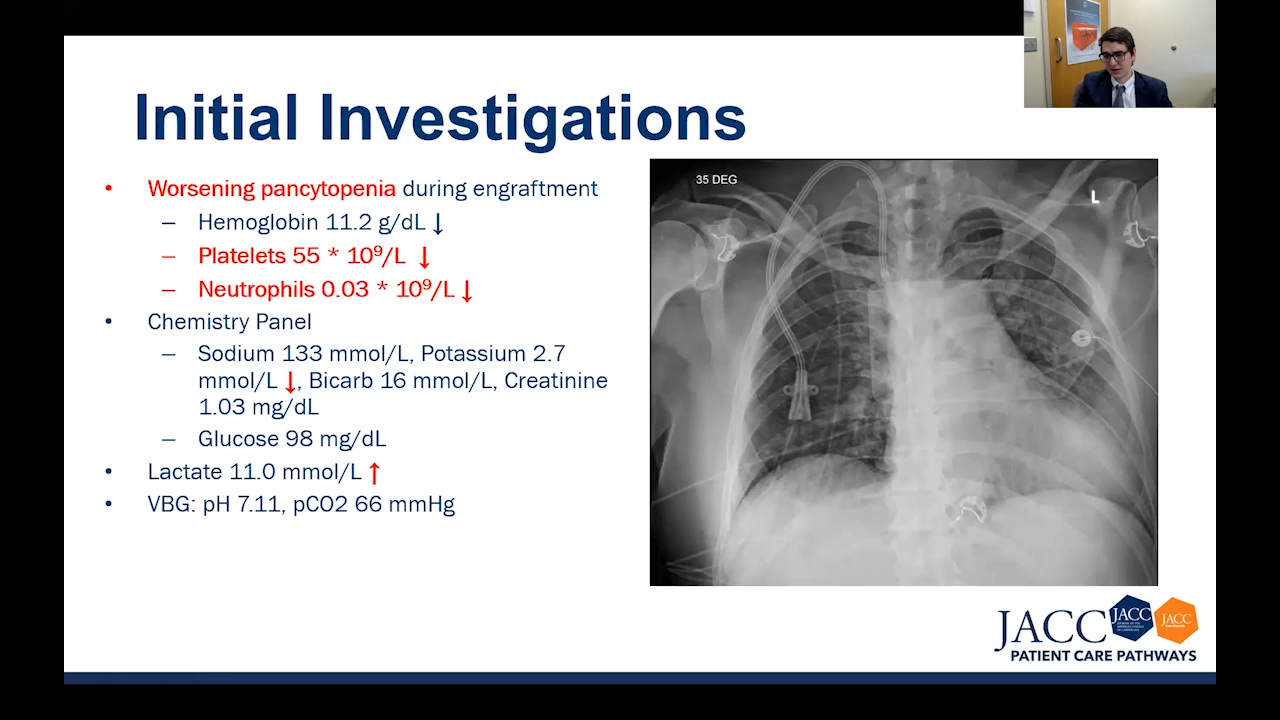 Initial Investigations
• Worsening pancytopenia during engraftment
– Hemoglobin 11.2 g/dL ↓
– Platelets 55 * 10⁹/L ↓
– Neutrophils 0.03 * 10⁹/L ↓
• Chemistry Panel
– Sodium 133 mmol/L, Potassium 2.7
mmol/L ↓, Bicarb 16 mmol/L, Creatinine
1.03 mg/dL
– Glucose 98 mg/dL
• Lactate 11.0 mmol/L ↑
• VBG: pH 7.11, pCO2 66 mmHg
35 DEG
L
JACC
JACC
JACC
PATIENT CARE PATHWAYS